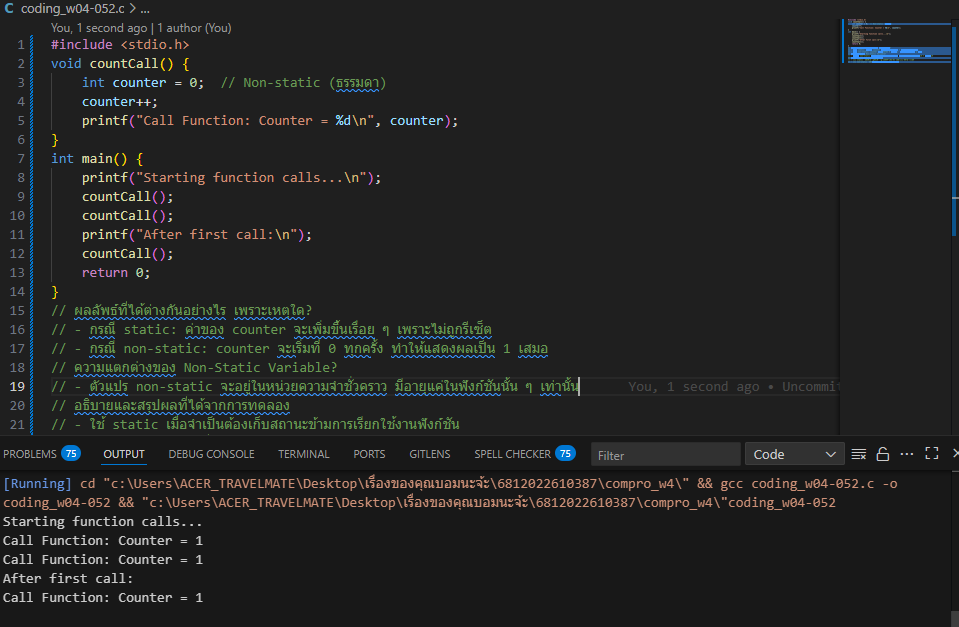 coding_w04-052.c > ...
You, 1 second ago | 1 author (You)
1 #include <stdio.h>
2 void countCall() {
3 int counter = 0; // Non-static (ธรรมดา)
4 counter++;
5 printf("Call Function: Counter = %d\n", counter);
6 }
7 int main() {
8 printf("Starting function calls...\n");
9 countCall();
10 countCall();
11 printf("After first call:\n");
12 countCall();
13 return 0;
14 }
15 // ผลลัพธ์ที่ได้ต่างกันอย่างไร เพราะเหตุใด?
16 // - กรณี static: ค่าของ counter จะเพิ่มขึ้นเรื่อย ๆ เพราะไม่ถูกรีเซ็ต
17 // - กรณี non-static: counter จะเริ่มที่ 0 ทุกครั้ง ทำให้แสดงผลเป็น 1 เสมอ
18 // ความแตกต่างของ Non-Static Variable?
19 // - ตัวแปร non-static จะอยู่ในหน่วยความจำชั่วคราว มีอายุแค่ในฟังก์ชันนั้น ๆ เท่านั้น You, 1 second ago • Uncommit
20 // อธิบายและสรุปผลที่ได้จากการทดลอง
21 // - ใช้ static เมื่อจำเป็นต้องเก็บสถานะข้ามการเรียกใช้งานฟังก์ชัน
PROBLEMS 75 OUTPUT DEBUG CONSOLE TERMINAL PORTS GITLENS SPELL CHECKER 75 Filter Code
[Running] cd "c:\Users\ACER_TRAVELMATE\Desktop\เรื่องของคุณบอมนะจ้ะ\6812022610387\compro_w4\" && gcc coding_w04-052.c -o
coding_w04-052 && "c:\Users\ACER_TRAVELMATE\Desktop\เรื่องของคุณบอมนะจ้ะ\6812022610387\compro_w4\"coding_w04-052
Starting function calls...
Call Function: Counter = 1
Call Function: Counter = 1
After first call:
Call Function: Counter = 1